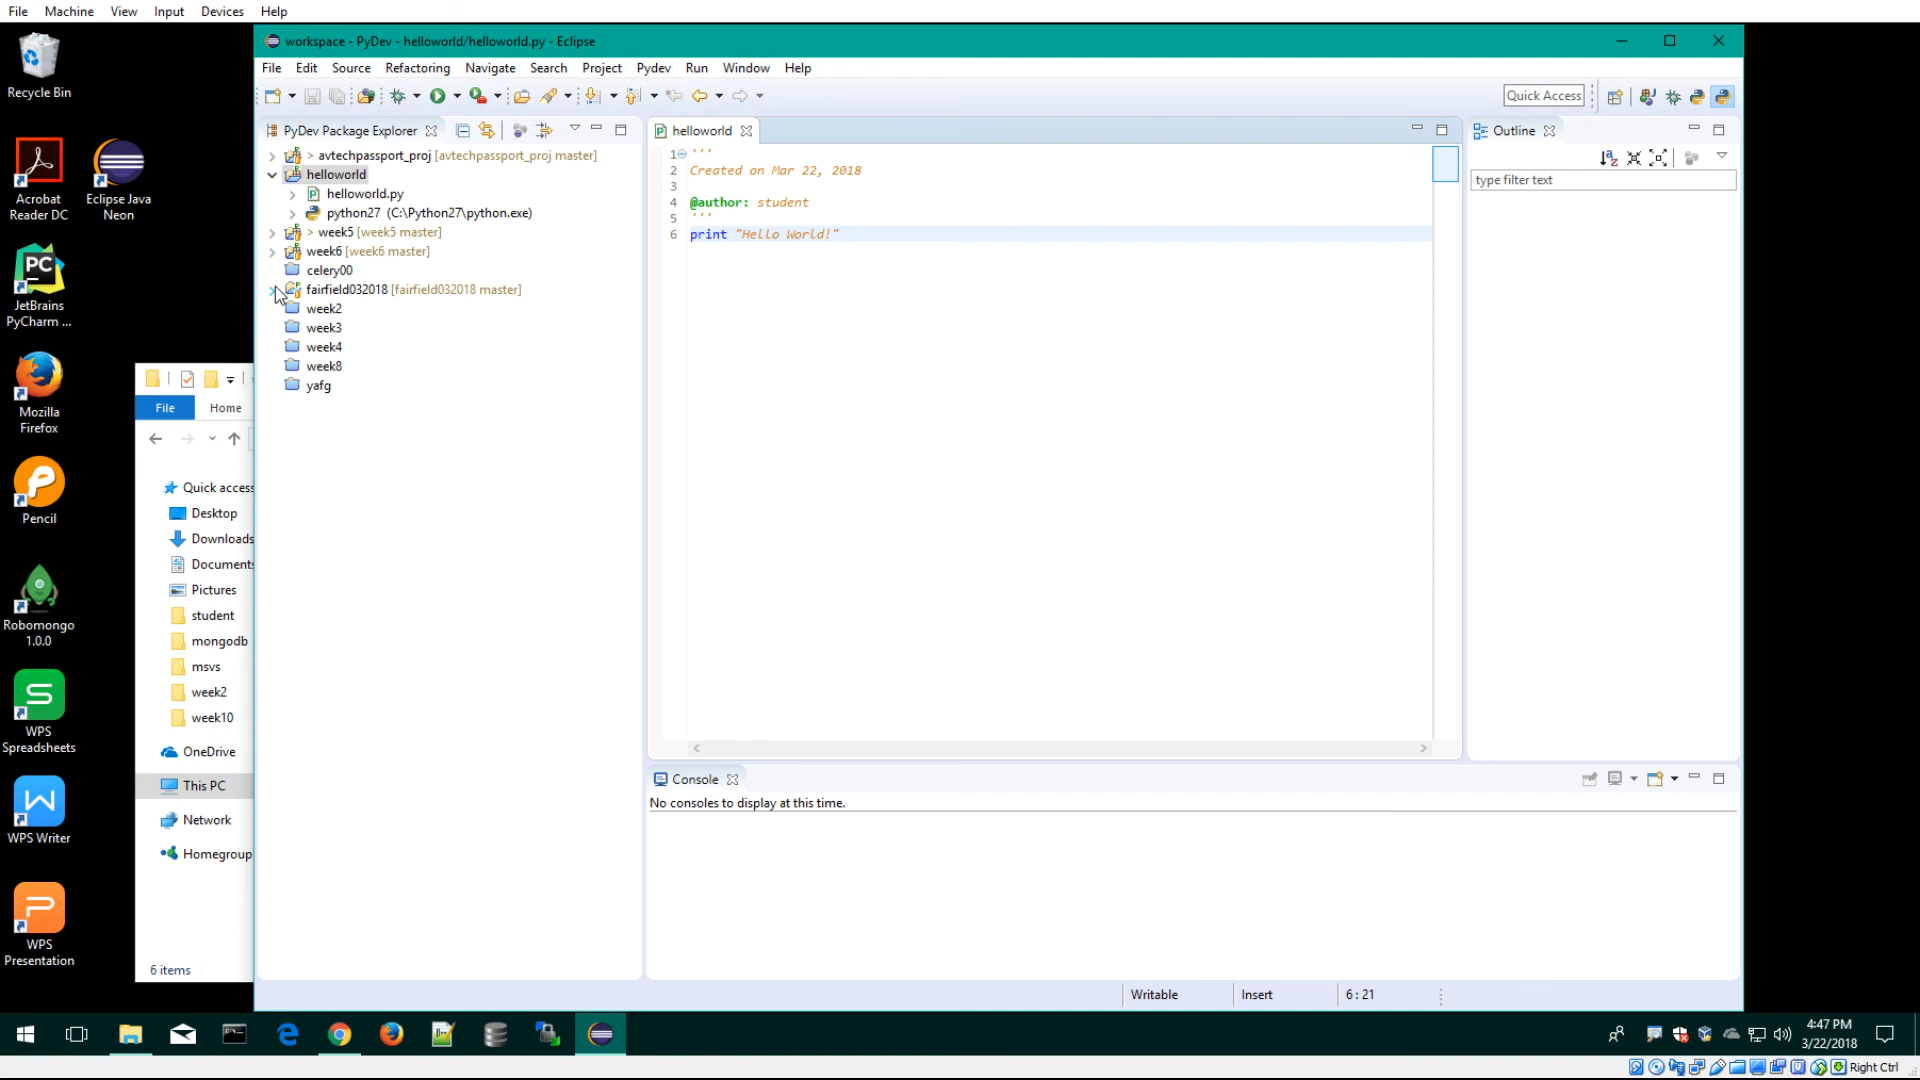 File Machine View Input Devices Help
workspace - PyDev - helloworld/helloworld.py - Eclipse
File Edit Source Refactoring Navigate Search Project Pydev Run Window Help
Quick Access
Recycle Bin
Acrobat
Reader DC
Eclipse Java
Neon
JetBrains
PyCharm ...
Mozilla
Firefox
Pencil
Robomongo
1.0.0
WPS
Spreadsheets
WPS Writer
WPS
Presentation
File Home
Quick access
Desktop
Downloads
Documents
Pictures
student
mongodb
msvs
week2
week10
OneDrive
This PC
Network
Homegroup
6 items
PyDev Package Explorer
> avtechpassport_proj [avtechpassport_proj master]
helloworld
helloworld.py
python27 (C:\Python27\python.exe)
> week5 [week5 master]
week6 [week6 master]
celery00
fairfield032018 [fairfield032018 master]
week2
week3
week4
week8
yafg
helloworld
1 '''
2 Created on Mar 22, 2018
3
4 @author: student
5 '''
6 print "Hello World!"
Outline
type filter text
Console
No consoles to display at this time.
Writable Insert 6 : 21
4:47 PM
3/22/2018
Right Ctrl